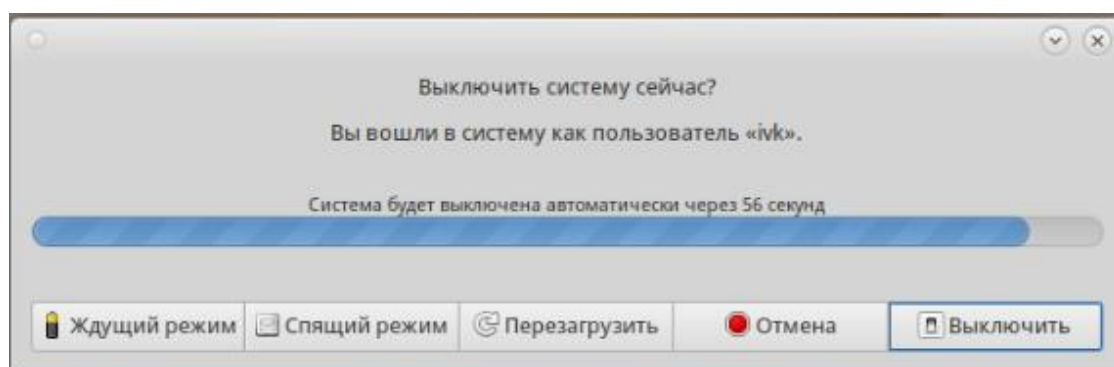 Выключить систему сейчас?
Вы вошли в систему как пользователь «ivk».
Система будет выключена автоматически через 56 секунд
Ждущий режим Спящий режим Перезагрузить Отмена Выключить